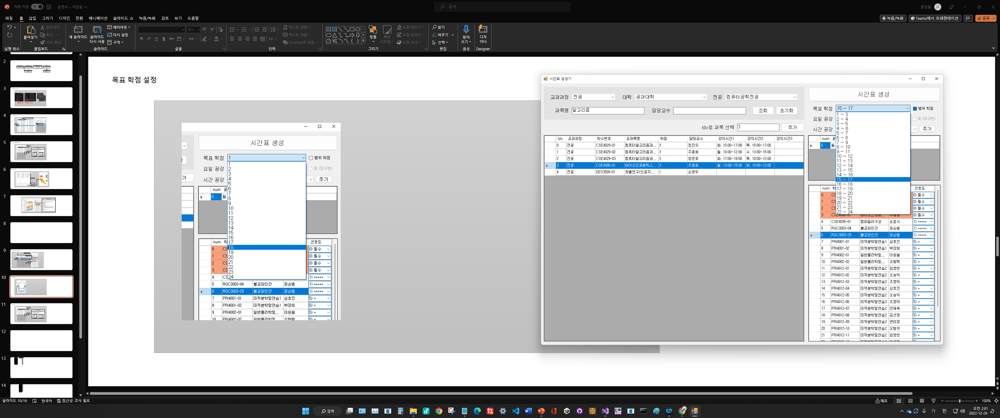 자동 저장 켬 설명서 • 저장됨 검색 문정훈
파일 홈 삽입 그리기 디자인 전환 애니메이션 슬라이드 쇼 녹음/녹화 검토 보기 도움말 녹음/녹화 Teams에서 프레젠테이션 공유
붙여넣기 잘라내기 복사 서식 복사 새 슬라이드 슬라이드 다시 사용 레이아웃 다시 설정 구역
18+ 가 가 가 S 텍스트 방향 텍스트 맞춤 SmartArt로 변환
정렬 빠른 스타일 도형 채우기 도형 윤곽선 도형 효과 찾기 바꾸기 선택 받아쓰기 디자이너
실행 취소 클립보드 슬라이드 글꼴 단락 그리기 편집 음성 Designer
2
3
4
5
6
7
8
9
10
11
12
13
14
목표 학점 설정
시간표 생성
목표 학점 1 범위 학점
요일 공강 토 (미구현)
시간 공강 추가
1
2
3
4
5
6
7
8
9
10
11
12
13
14
15
16
17
18
19
20
21
22
23
24
num
0 월,
num 선호도
0 0) 필수
1 0) 필수
2 0) 필수
3 0) 필수
4 1) *****
5 RGC0003-04 불교와인간 권순범 1) *****
6 RGC0003-29 불교와인간 권순범 1) *****
7 PRI4001-01 미적분학및연습1 심호진 5) *
8 PRI4001-02 미적분학및연습1 박장희 5) *
9 PRI4002-01 일반물리학및... 이원철 5) *
10 PRI4002-02 일반물리학및 오형택 5) *
시간표 생성기
교과과정 전공 대학 공과대학 전공 컴퓨터공학전공
과목명 알고리즘 담당교수 조회 초기화
Idx로 과목 선택 3 추가
Idx 교과과정 학수번호 교과목명 학점 담당교수 강의시간1 강의시간2 강의시간3
0 전공 CSE4029-01 컴퓨터알고리즘과... 3 정진우 화, 15:00~17:00 목, 15:00~17:00
1 전공 CSE4029-02 컴퓨터알고리즘과... 3 주종화 월, 10:00~12:00 수, 13:00~15:00
2 전공 CSE4029-03 컴퓨터알고리즘과... 3 정준호 화, 17:00~18:50 목, 10:00~12:00
3 전공 CSE4086-01 바이오인포매틱스... 3 주종화 월, 13:00~15:00 화, 10:00~12:00
4 전공 DES3509-01 개별연구(인공지... 1 손영두
시간표 생성
목표 학점 15 ~ 17 범위 학점
요일 공강 토 (미구현)
시간 공강 추가
1 ~ 3
2 ~ 4
3 ~ 5
4 ~ 6
5 ~ 7
6 ~ 8
7 ~ 9
8 ~ 10
9 ~ 11
10 ~ 12
11 ~ 13
12 ~ 14
13 ~ 15
14 ~ 16
15 ~ 17
16 ~ 18
17 ~ 19
18 ~ 20
19 ~ 21
20 ~ 22
21 ~ 23
22 ~ 24
num
0 월,
num 선호도
0 0) 필수
1 0) 필수
2 0) 필수
3 CSE4086-01 바이오인포매... 주종화 0) 필수
4 CSE4035-01 컴파일러구성 손윤식 1) *****
5 RGC0003-04 불교와인간 권순범 1) *****
6 RGC0003-29 불교와인간 권순범 1) *****
7 PRI4001-01 미적분학및연습1 심호진 5) *
8 PRI4001-02 미적분학및연습1 박장희 5) *
9 PRI4002-01 일반물리학및... 이원철 5) *
10 PRI4002-02 일반물리학및... 오형택 5) *
11 PRI4012-01 미적분학및연습2 임영빈 5) *
12 PRI4012-02 미적분학및연습2 오승익 5) *
13 PRI4012-03 미적분학및연습2 조영덕 5) *
14 PRI4012-04 미적분학및연습2 심호진 5) *
15 PRI4012-05 미적분학및연습2 오승익 5) *
16 PRI4012-06 미적분학및연습2 조영덕 5) *
17 PRI4012-07 미적분학및연습2 안재욱 5) *
18 PRI4012-08 미적분학및연습2 김선영 5) *
19 PRI4012-09 미적분학및연습2 연미정 5) *
20 PRI4012-10 미적분학및연습2 오형석 5) *
21 PRI4012-11 미적분학및연습2 임영빈 5) *
슬라이드 10/16 한국어 접근성: 조사 필요 메모 100%
검색 가 한 오전 2:01
2022-12-26